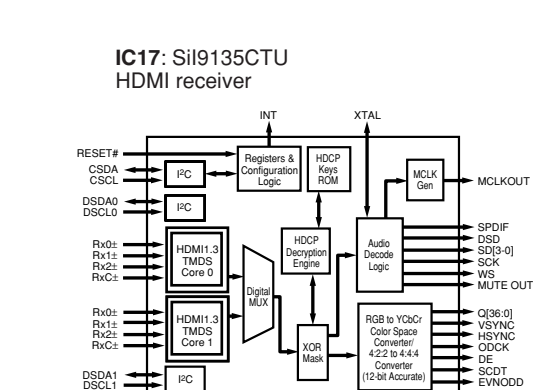 IC17: SiI9135CTU
HDMI receiver
INT
XTAL
RESET#
CSDA
CSCL
I²C
Registers &
Configuration
Logic
HDCP
Keys
ROM
MCLK
Gen
MCLKOUT
DSDA0
DSCL0
I²C
Rx0±
Rx1±
Rx2±
RxC±
HDMI1.3
TMDS
Core 0
Digital
MUX
HDCP
Decryption
Engine
Audio
Decode
Logic
SPDIF
DSD
SD[3-0]
SCK
WS
MUTE OUT
Rx0±
Rx1±
Rx2±
RxC±
HDMI1.3
TMDS
Core 1
XOR
Mask
RGB to YCbCr
Color Space
Converter/
4:2:2 to 4:4:4
Converter
(12-bit Accurate)
Q[36:0]
VSYNC
HSYNC
ODCK
DE
SCDT
EVNODD
DSDA1
DSCL1
I²C